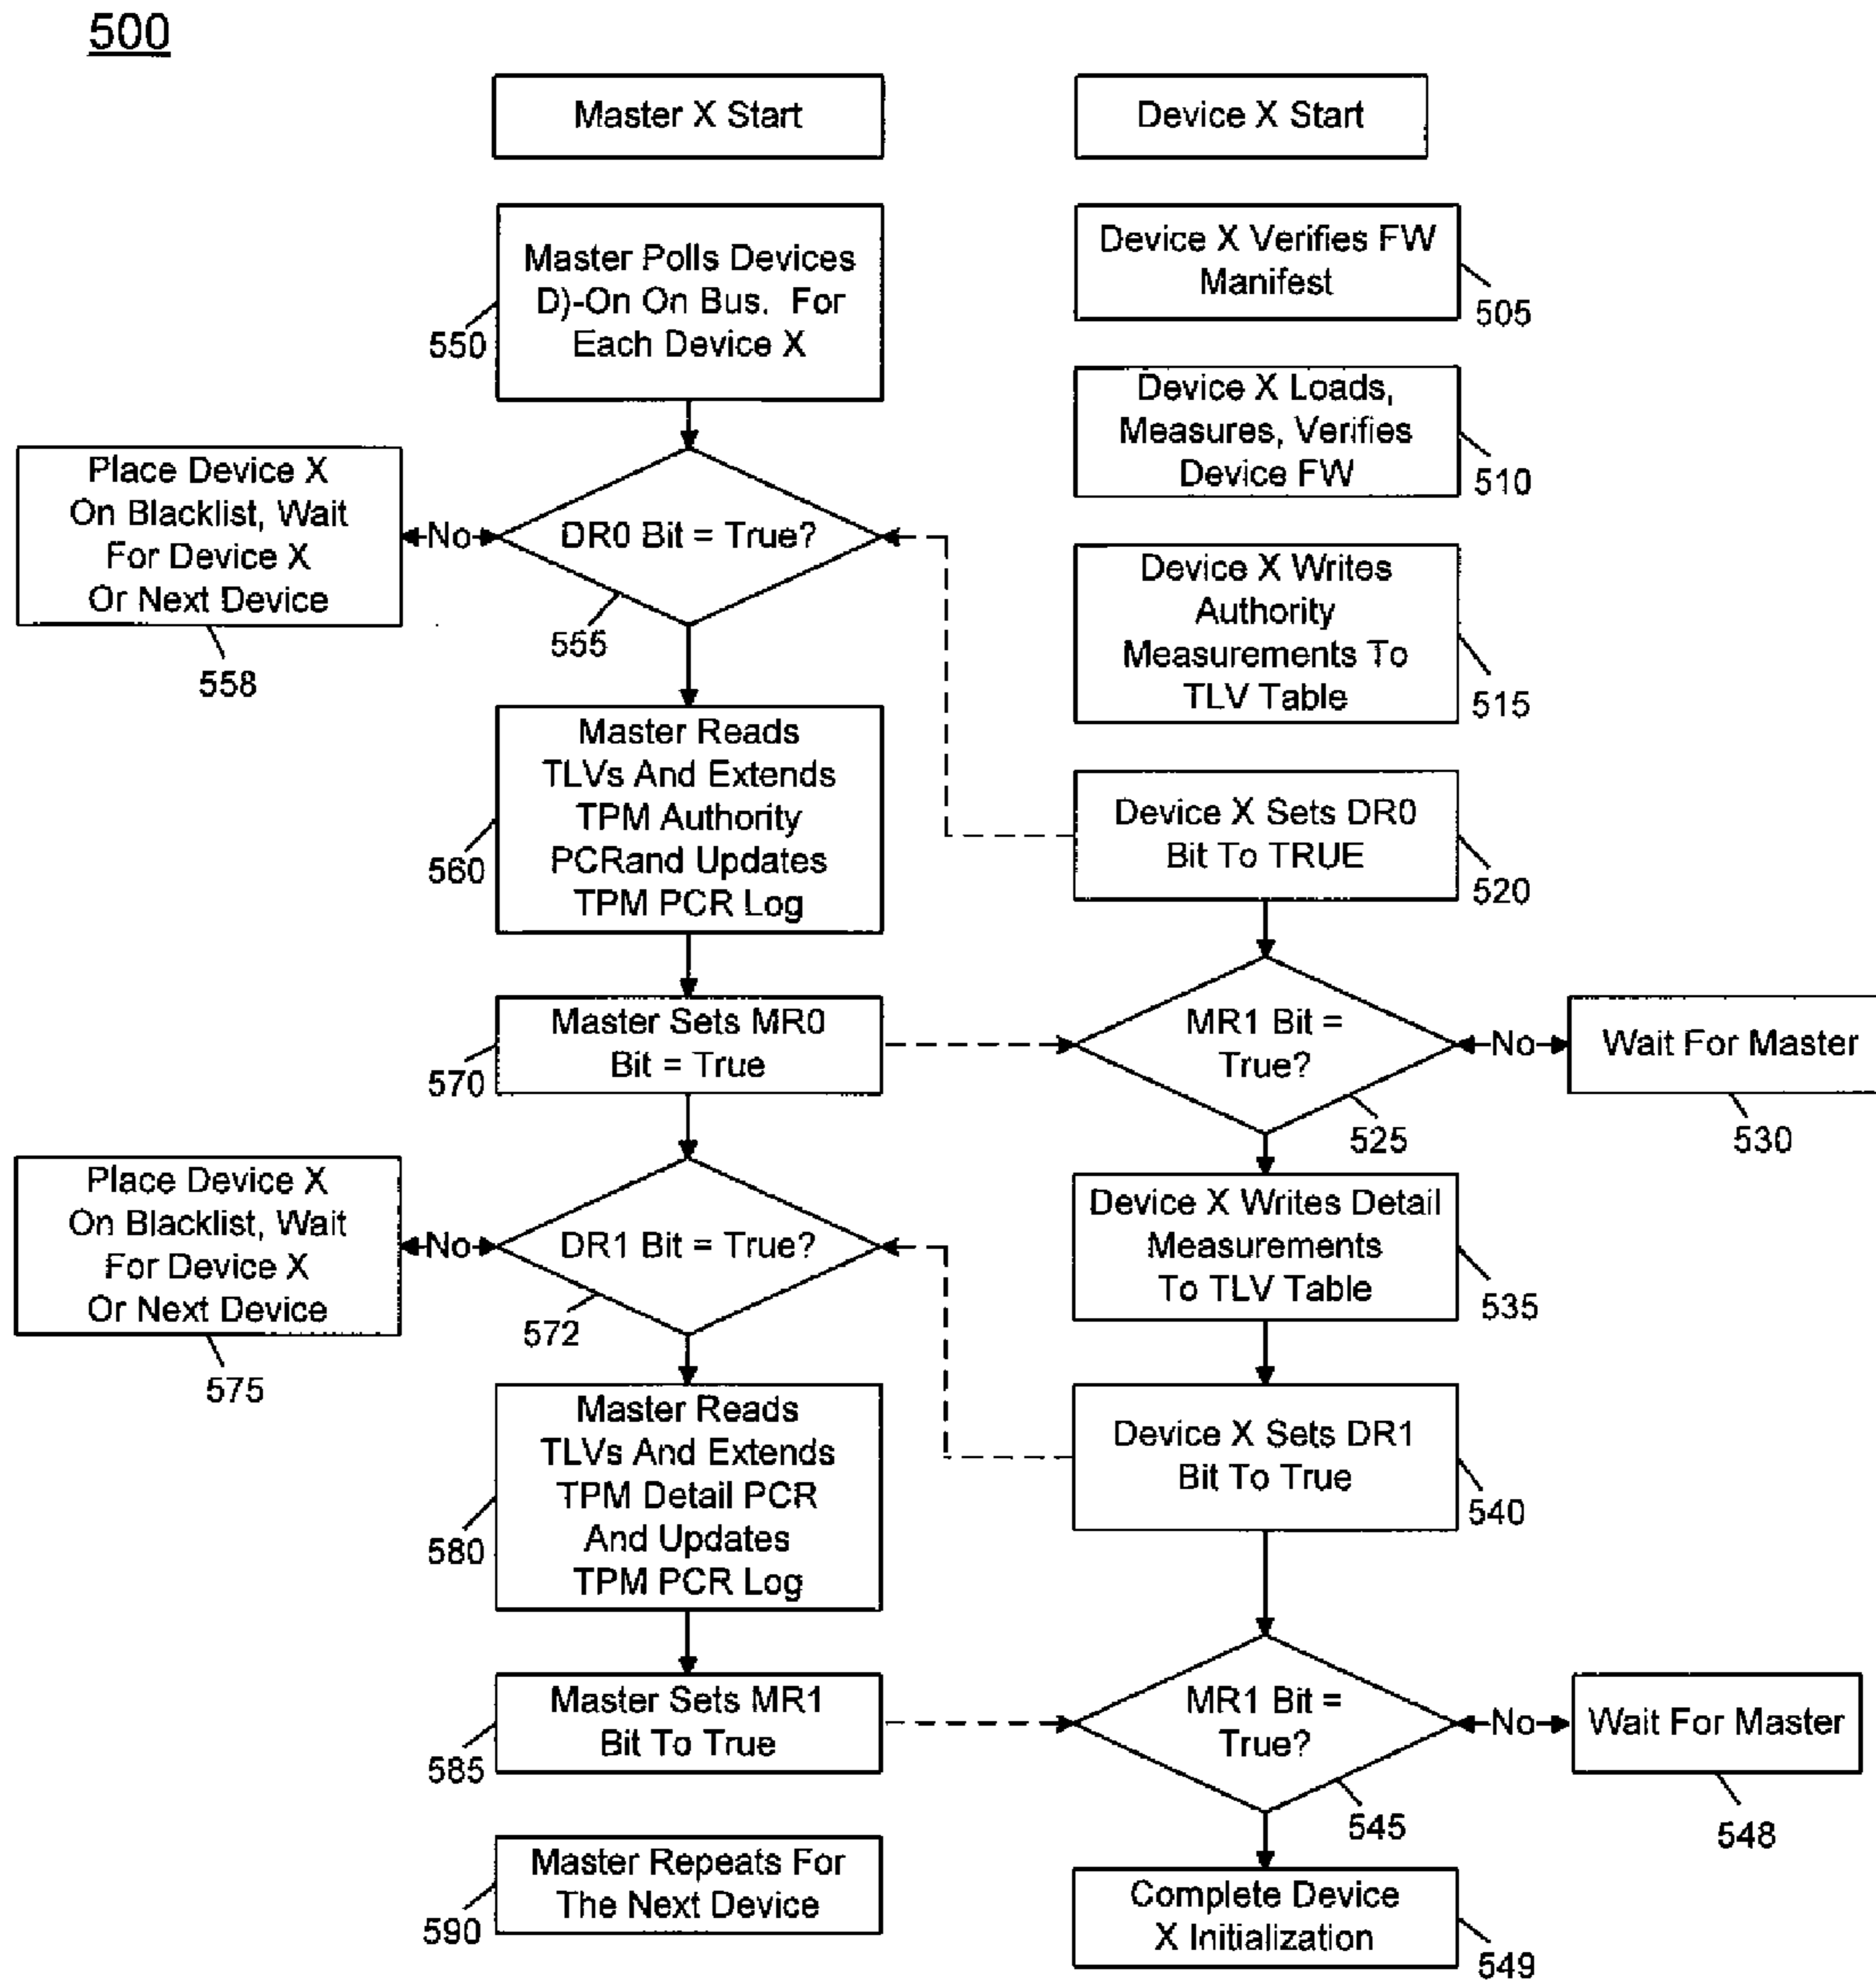 500
Master X Start
Master Polls Devices
D)-On On Bus. For
Each Device X
550
DR0 Bit = True?
555
No
Place Device X
On Blacklist, Wait
For Device X
Or Next Device
558
Master Reads
TLVs And Extends
TPM Authority
PCRand Updates
TPM PCR Log
560
Master Sets MR0
Bit = True
570
DR1 Bit = True?
572
No
Place Device X
On Blacklist, Wait
For Device X
Or Next Device
575
Master Reads
TLVs And Extends
TPM Detail PCR
And Updates
TPM PCR Log
580
Master Sets MR1
Bit To True
585
Master Repeats For
The Next Device
590
Device X Start
Device X Verifies FW
Manifest
505
Device X Loads,
Measures, Verifies
Device FW
510
Device X Writes
Authority
Measurements To
TLV Table
515
Device X Sets DR0
Bit To TRUE
520
MR1 Bit =
True?
525
No
Wait For Master
530
Device X Writes Detail
Measurements
To TLV Table
535
Device X Sets DR1
Bit To True
540
MR1 Bit =
True?
545
No
Wait For Master
548
Complete Device
X Initialization
549